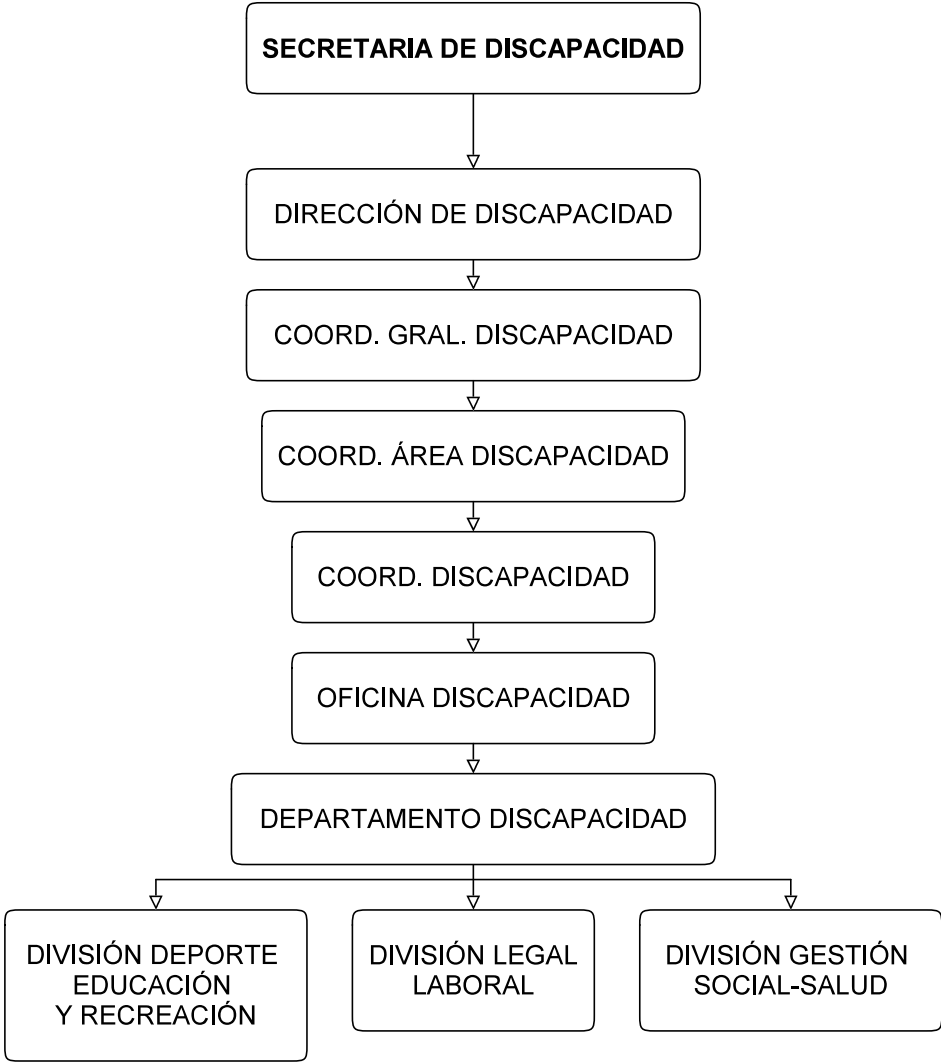 SECRETARIA DE DISCAPACIDAD
DIRECCIÓN DE DISCAPACIDAD
COORD. GRAL. DISCAPACIDAD
COORD. ÁREA DISCAPACIDAD
COORD. DISCAPACIDAD
OFICINA DISCAPACIDAD
DEPARTAMENTO DISCAPACIDAD
DIVISIÓN DEPORTE
EDUCACIÓN
Y RECREACIÓN
DIVISIÓN LEGAL
LABORAL
DIVISIÓN GESTIÓN
SOCIAL-SALUD